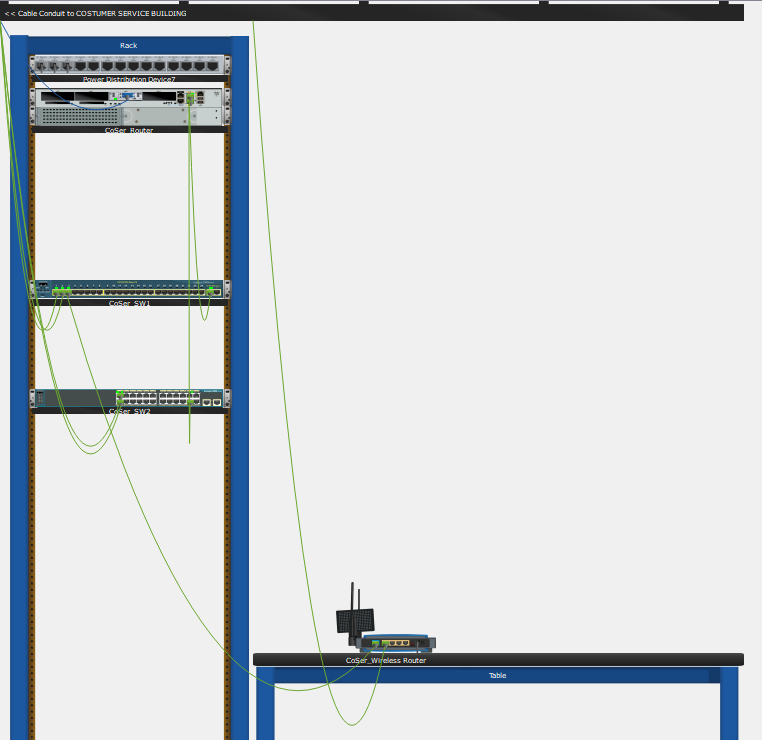 << Cable Conduit to COSTUMER SERVICE BUILDING
Rack
Power Distribution Device7
CoSer_Router
CoSer_SW1
CoSer_SW2
CoSer_Wireless Router
Table